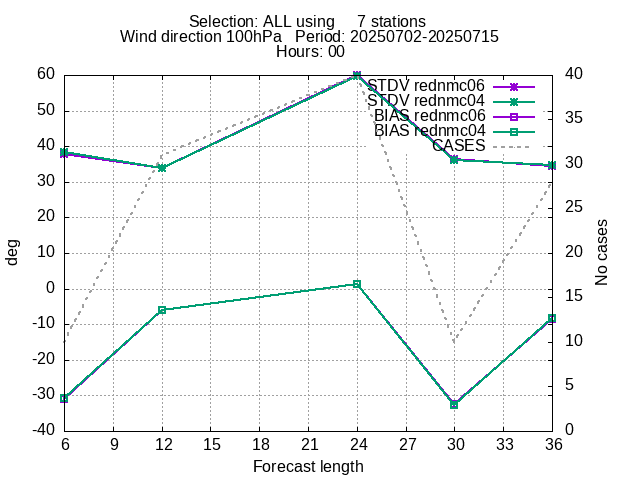 Selection: ALL using     7 stations
Wind direction 100hPa   Period: 20250702-20250715
Hours: 00
60
50
40
30
20
10
0
-10
-20
-30
-40
deg
40
35
30
25
20
15
10
5
0
No cases
STDV rednmc06
STDV rednmc04
BIAS rednmc06
BIAS rednmc04
CASES
6 9 12 15 18 21 24 27 30 33 36
Forecast length